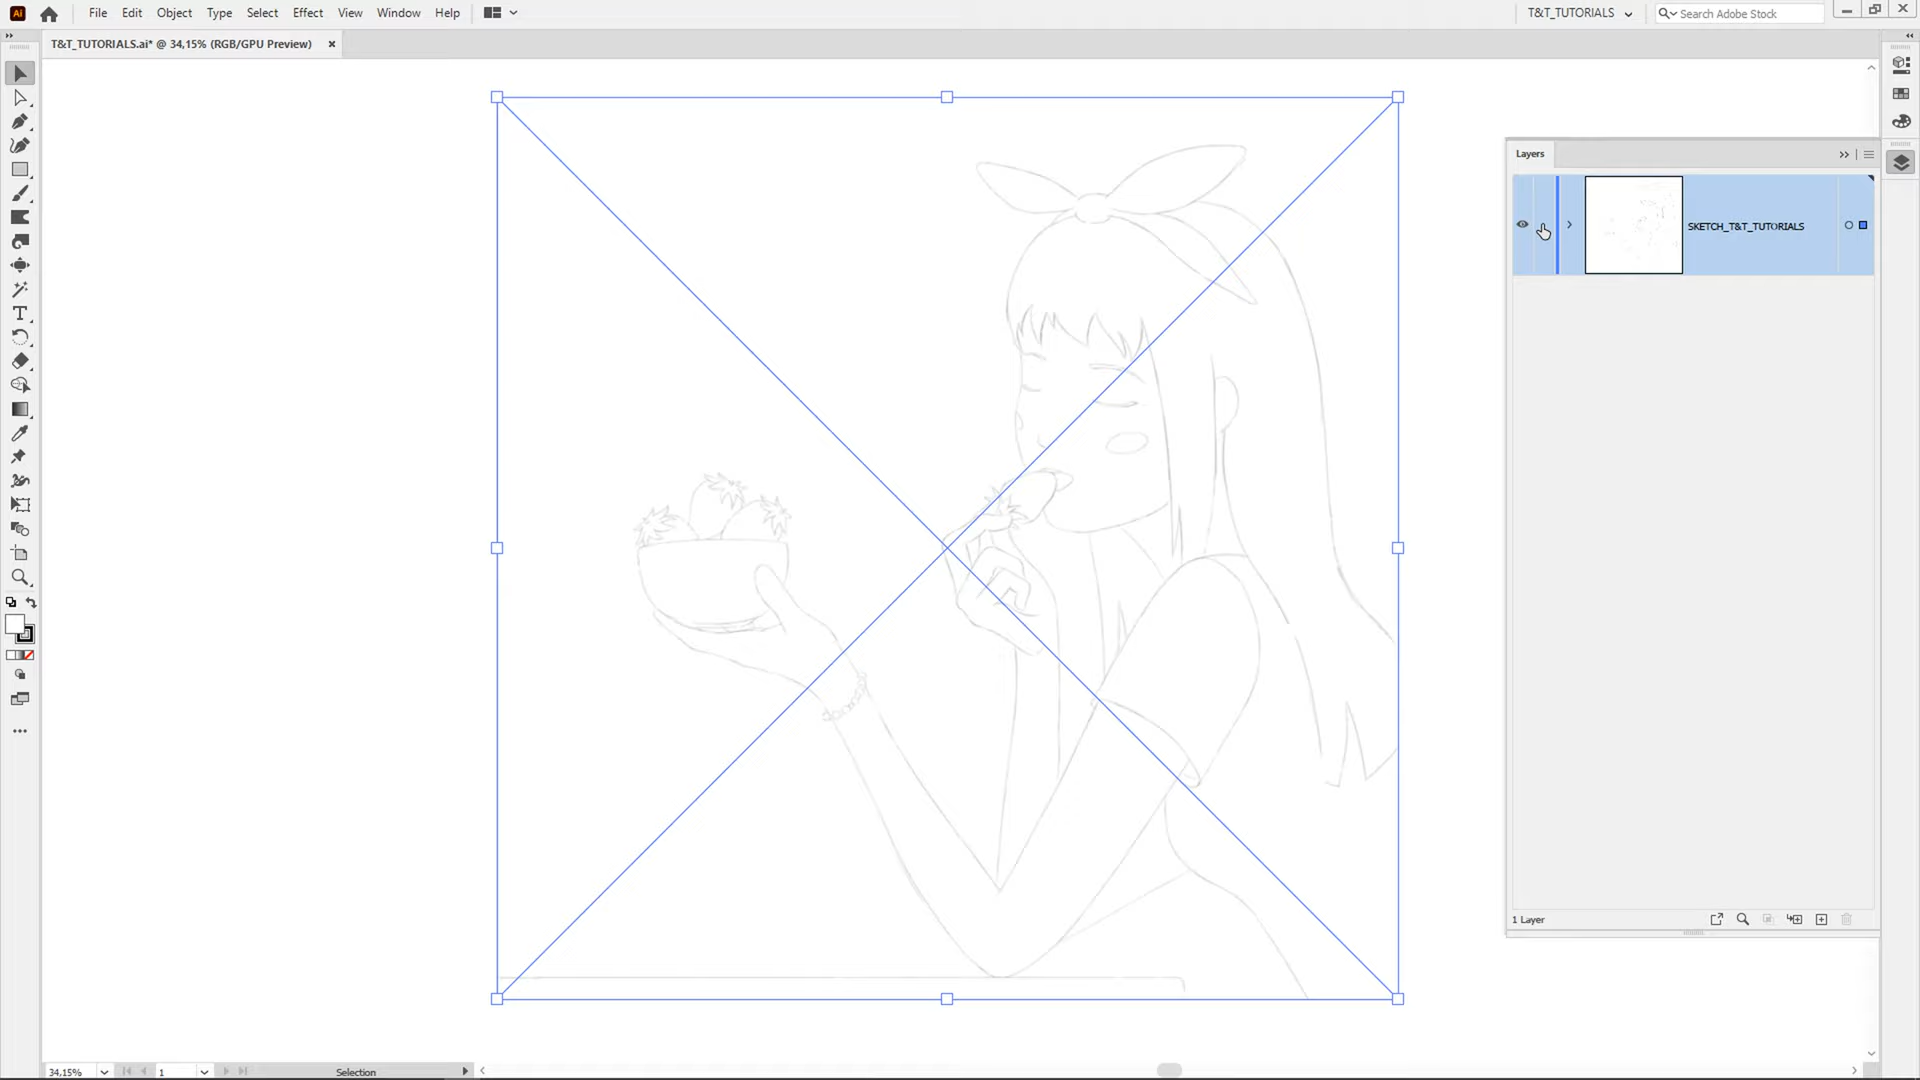 Ai File Edit Object Type Select Effect View Window Help T&T_TUTORIALS Search Adobe Stock
T&T_TUTORIALS.ai* @ 34,15% (RGB/GPU Preview)
Layers
SKETCH_T&T_TUTORIALS
1 Layer
34,15% 1 Selection